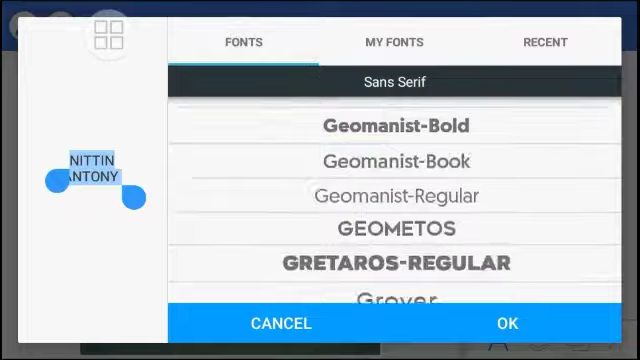 FONTS
MY FONTS
RECENT
Sans Serif
Geomanist-Bold
Geomanist-Book
Geomanist-Regular
GEOMETOS
GRETAROS-REGULAR
Grover
NITTIN
ANTONY
CANCEL
OK